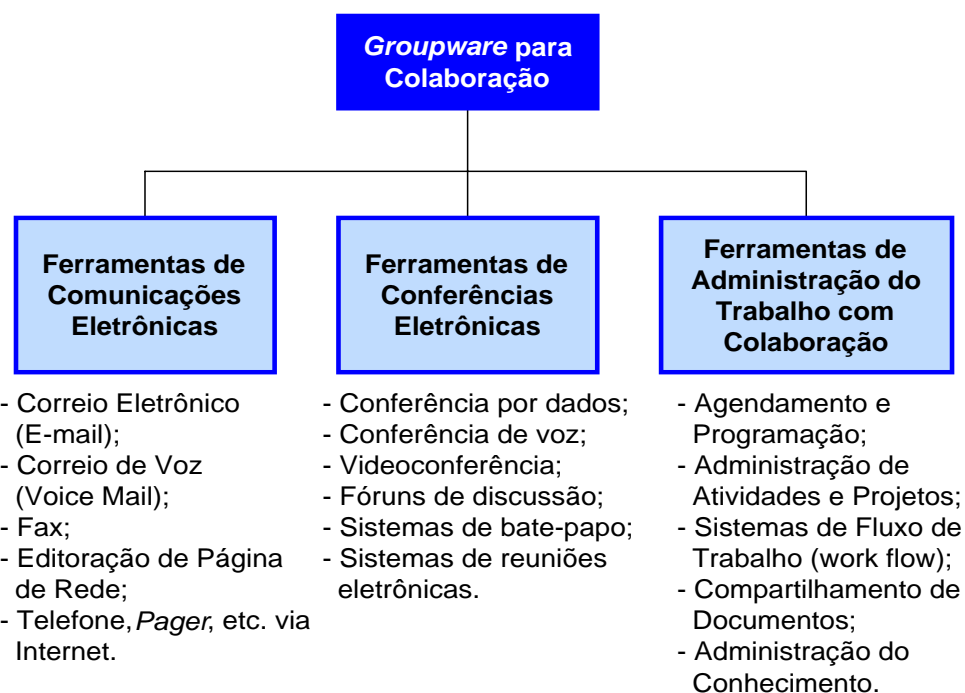 Groupware para
Colaboração
Ferramentas de
Comunicações
Eletrônicas
- Correio Eletrônico
(E-mail);
- Correio de Voz
(Voice Mail);
- Fax;
- Editoração de Página
de Rede;
- Telefone, Pager, etc. via
Internet.
Ferramentas de
Conferências
Eletrônicas
- Conferência por dados;
- Conferência de voz;
- Videoconferência;
- Fóruns de discussão;
- Sistemas de bate-papo;
- Sistemas de reuniões
eletrônicas.
Ferramentas de
Administração do
Trabalho com
Colaboração
- Agendamento e
Programação;
- Administração de
Atividades e Projetos;
- Sistemas de Fluxo de
Trabalho (work flow);
- Compartilhamento de
Documentos;
- Administração do
Conhecimento.